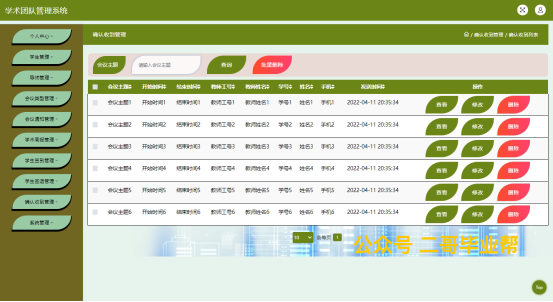 学术团队管理系统
个人中心
学生管理
导师管理
会议类型管理
会议通知管理
学术周报管理
学生签到管理
学生签退管理
确认收到管理
系统管理
确认收到管理
/ 确认收到管理 / 确认收到列表
会议主题 请输入会议主题 查询 批量删除
会议主题 开始时间 结束时间 教师工号 教师姓名 学号 姓名 手机 发送时间 操作
会议主题1 开始时间1 结束时间1 教师工号1 教师姓名1 学号1 姓名1 手机1 2022-04-11 20:35:34 查看 修改 删除
会议主题2 开始时间2 结束时间2 教师工号2 教师姓名2 学号2 姓名2 手机2 2022-04-11 20:35:34 查看 修改 删除
会议主题3 开始时间3 结束时间3 教师工号3 教师姓名3 学号3 姓名3 手机3 2022-04-11 20:35:34 查看 修改 删除
会议主题4 开始时间4 结束时间4 教师工号4 教师姓名4 学号4 姓名4 手机4 2022-04-11 20:35:34 查看 修改 删除
会议主题5 开始时间5 结束时间5 教师工号5 教师姓名5 学号5 姓名5 手机5 2022-04-11 20:35:34 查看 修改 删除
会议主题6 开始时间6 结束时间6 教师工号6 教师姓名6 学号6 姓名6 手机6 2022-04-11 20:35:34 查看 修改 删除
10 条每页 1
公众号 二哥毕业帮
Top